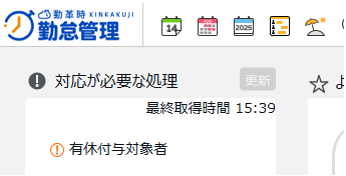 勤革時 KINKAKUJI
勤怠管理
14
2025
対応が必要な処理
更新
よ
最終取得時間 15:39
有休付与対象者